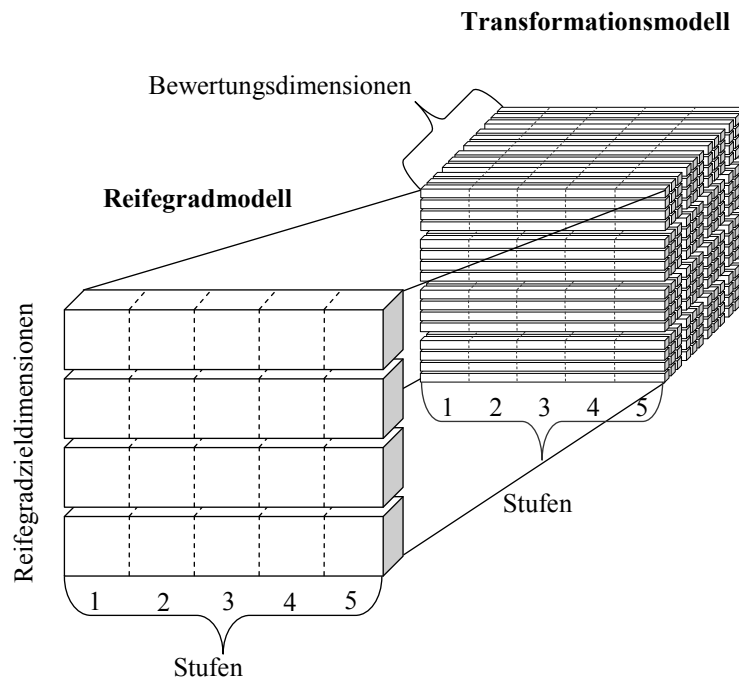 Transformationsmodell
Bewertungsdimensionen
Reifegradmodell
Reifegradzieldimensionen
1 2 3 4 5
Stufen
1 2 3 4 5
Stufen